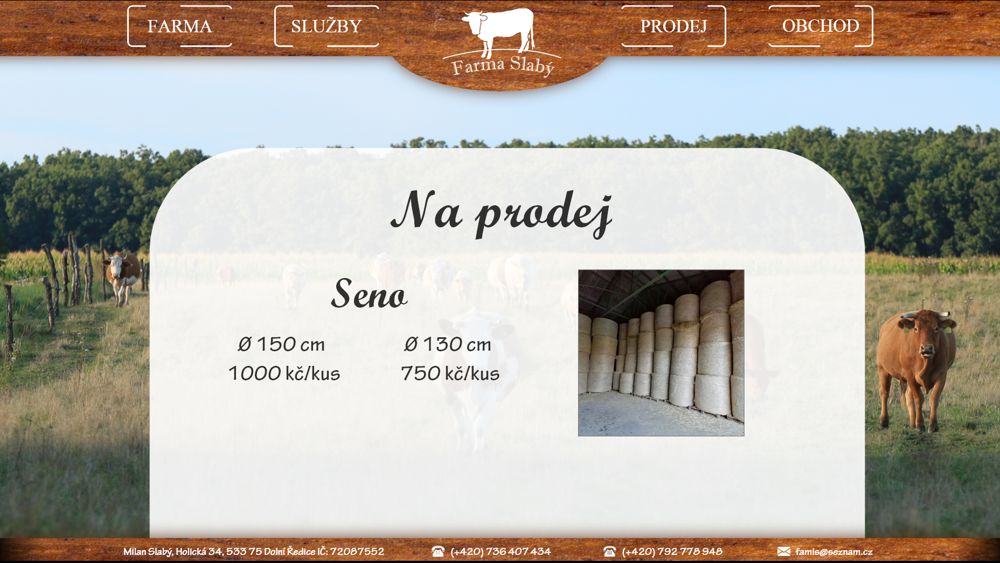 FARMA
SLUŽBY
Farma Slabý
PRODEJ
OBCHOD
Na prodej
Seno
Ø 150 cm
1000 kč/kus
Ø 130 cm
750 kč/kus
Milan Slabý, Holická 34, 533 75 Dolní Ředice IČ: 72087552
(+420) 736 407 434
(+420) 792 778 948
famls@seznam.cz